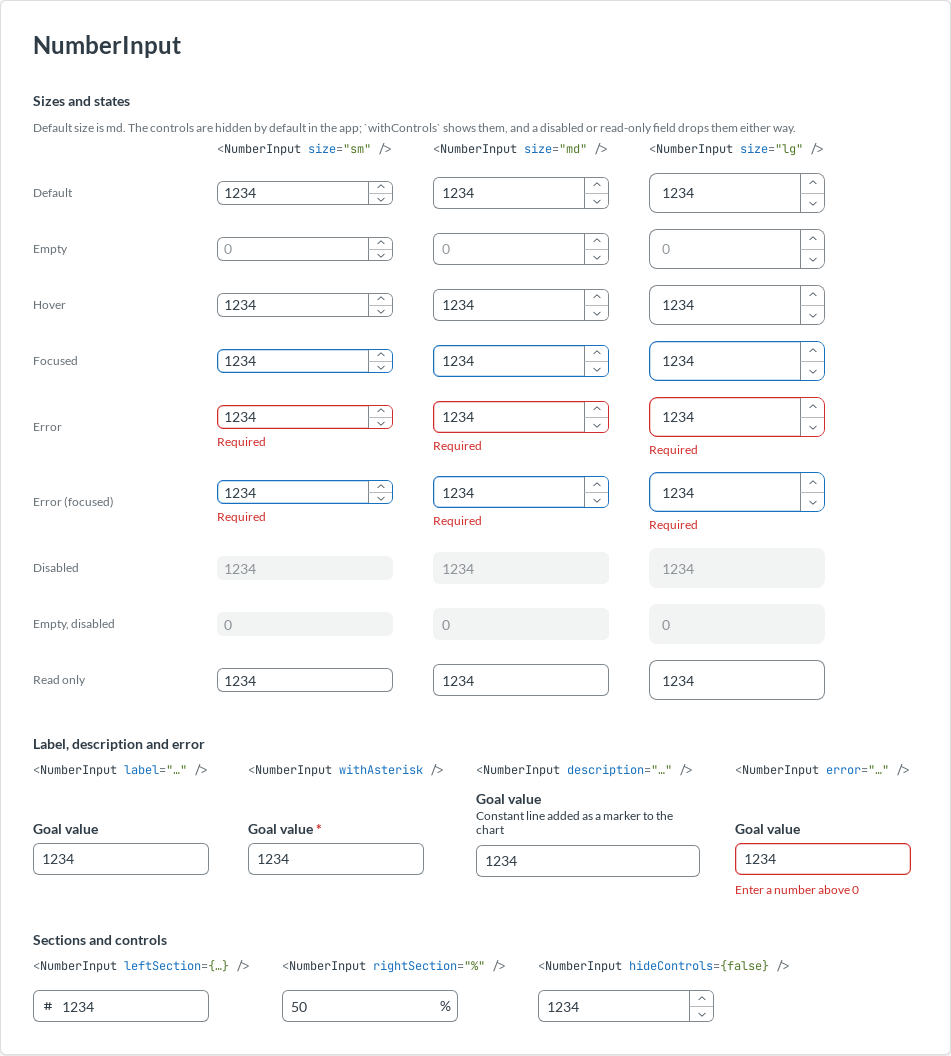 NumberInput
Sizes and states
Default size is md. The controls are hidden by default in the app; `withControls` shows them, and a disabled or read-only field drops them either way.
<NumberInput size="sm" /> <NumberInput size="md" /> <NumberInput size="lg" />
Default 1234 1234 1234
Empty 0 0 0
Hover 1234 1234 1234
Focused 1234 1234 1234
Error 1234 1234 1234
Required Required Required
Error (focused) 1234 1234 1234
Required Required Required
Disabled 1234 1234 1234
Empty, disabled 0 0 0
Read only 1234 1234 1234
Label, description and error
<NumberInput label="…" /> <NumberInput withAsterisk /> <NumberInput description="…" /> <NumberInput error="…" />
Goal value
1234
Goal value *
1234
Goal value
Constant line added as a marker to the
chart
1234
Goal value
1234
Enter a number above 0
Sections and controls
<NumberInput leftSection={…} /> <NumberInput rightSection="%" /> <NumberInput hideControls={false} />
# 1234 50 % 1234